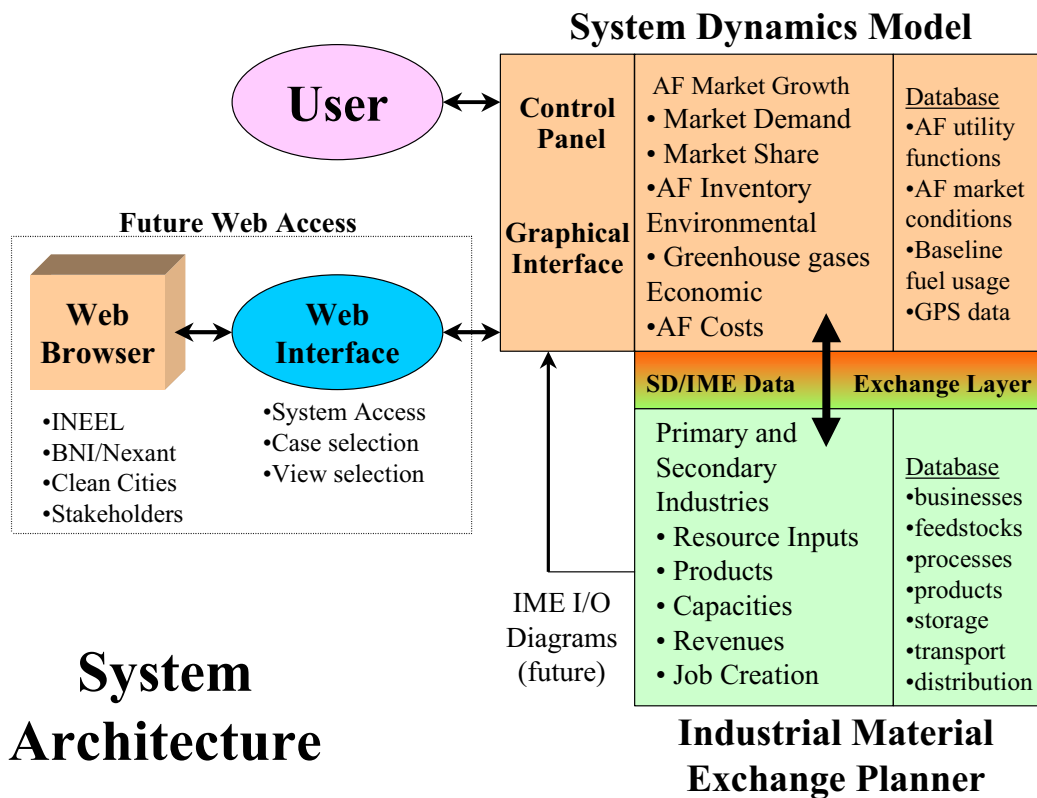 System Dynamics Model
User
Control
Panel
Graphical
Interface
AF Market Growth
• Market Demand
• Market Share
•AF Inventory
Environmental
• Greenhouse gases
Economic
•AF Costs
Database
•AF utility
functions
•AF market
conditions
•Baseline
fuel usage
•GPS data
Future Web Access
Web
Browser
Web
Interface
•INEEL
•BNI/Nexant
•Clean Cities
•Stakeholders
•System Access
•Case selection
•View selection
SD/IME Data
Exchange Layer
Primary and
Secondary
Industries
• Resource Inputs
• Products
• Capacities
• Revenues
• Job Creation
Database
•businesses
•feedstocks
•processes
•products
•storage
•transport
•distribution
IME I/O
Diagrams
(future)
System
Architecture
Industrial Material
Exchange Planner